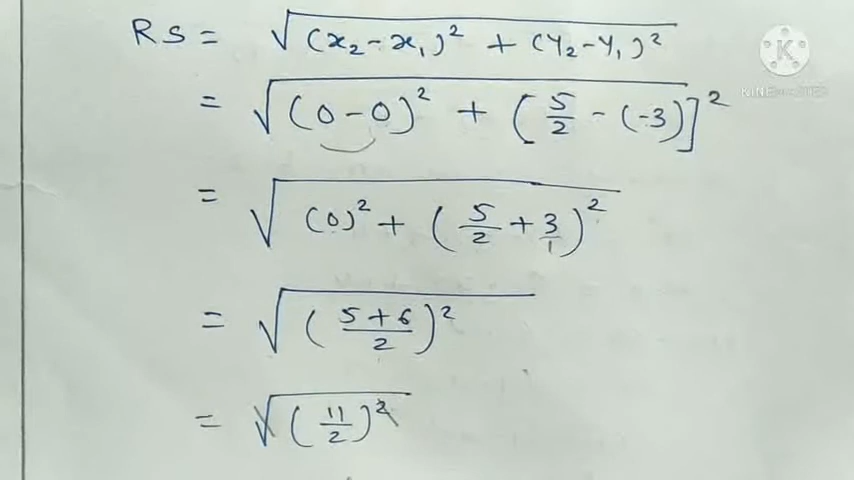 RS = √(x₂-x₁)² + (y₂-y₁)²
= √(0-0)² + [5/2 - (-3)]²
= √(0)² + (5/2 + 3/1)²
= √(5+6/2)²
= √(11/2)²
K
KINEMASTER